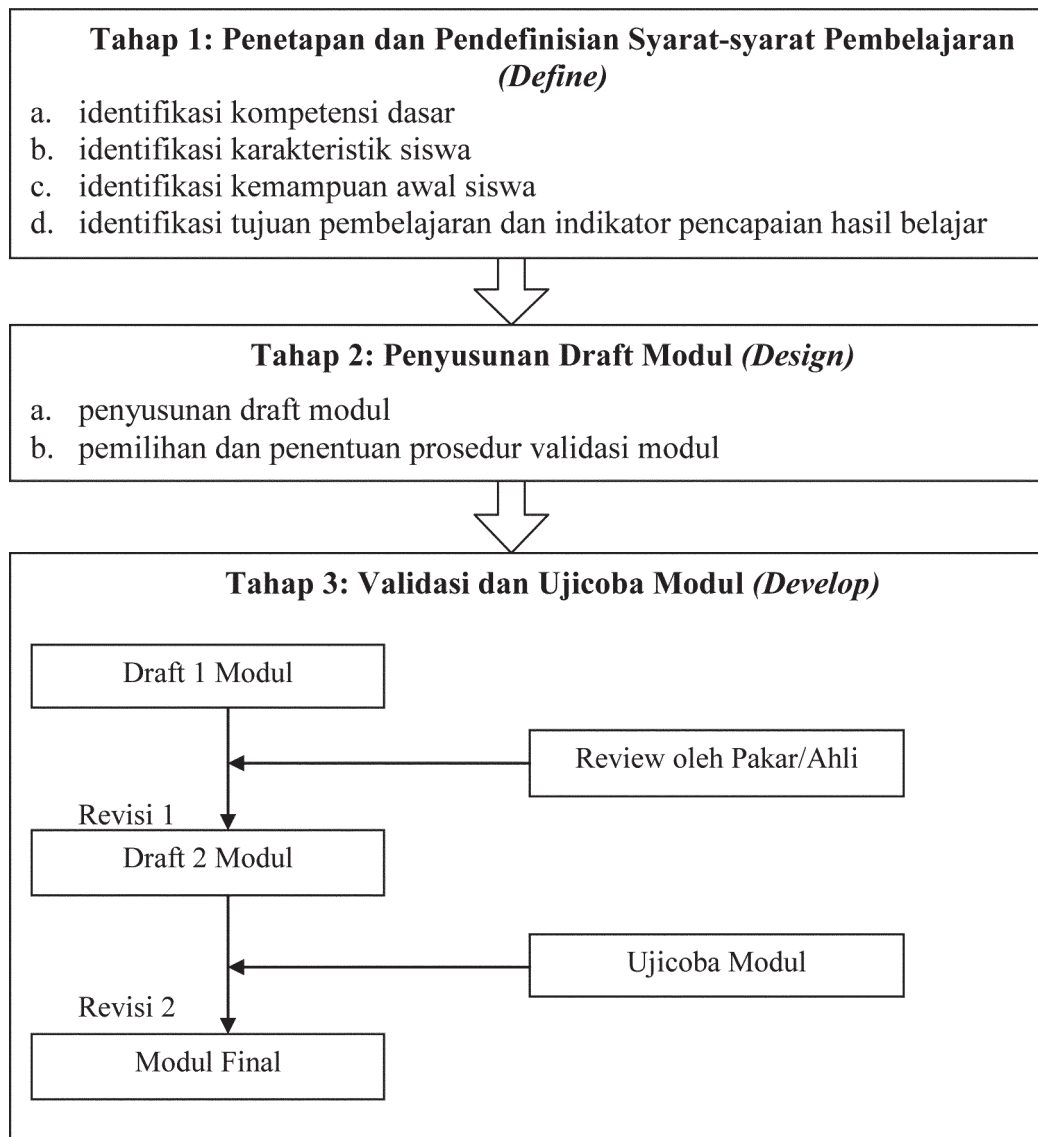 Tahap 1: Penetapan dan Pendefinisian Syarat-syarat Pembelajaran
(Define)
a. identifikasi kompetensi dasar
b. identifikasi karakteristik siswa
c. identifikasi kemampuan awal siswa
d. identifikasi tujuan pembelajaran dan indikator pencapaian hasil belajar
Tahap 2: Penyusunan Draft Modul (Design)
a. penyusunan draft modul
b. pemilihan dan penentuan prosedur validasi modul
Tahap 3: Validasi dan Ujicoba Modul (Develop)
Draft 1 Modul
Review oleh Pakar/Ahli
Revisi 1
Draft 2 Modul
Ujicoba Modul
Revisi 2
Modul Final